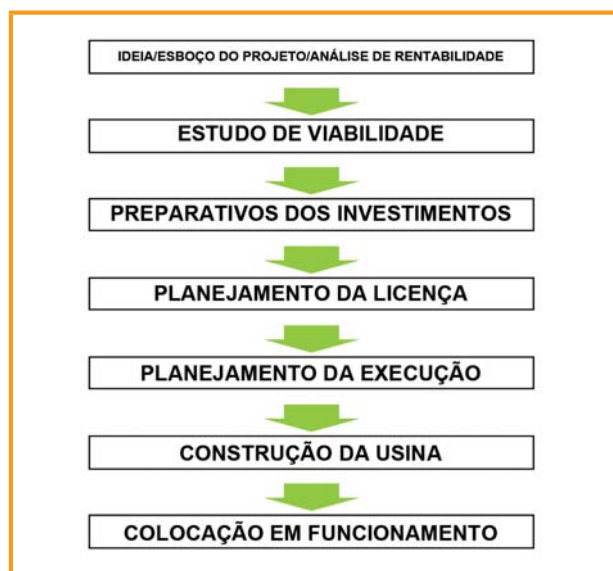 IDEIA/ESBOÇO DO PROJETO/ANÁLISE DE RENTABILIDADE
ESTUDO DE VIABILIDADE
PREPARATIVOS DOS INVESTIMENTOS
PLANEJAMENTO DA LICENÇA
PLANEJAMENTO DA EXECUÇÃO
CONSTRUÇÃO DA USINA
COLOCAÇÃO EM FUNCIONAMENTO